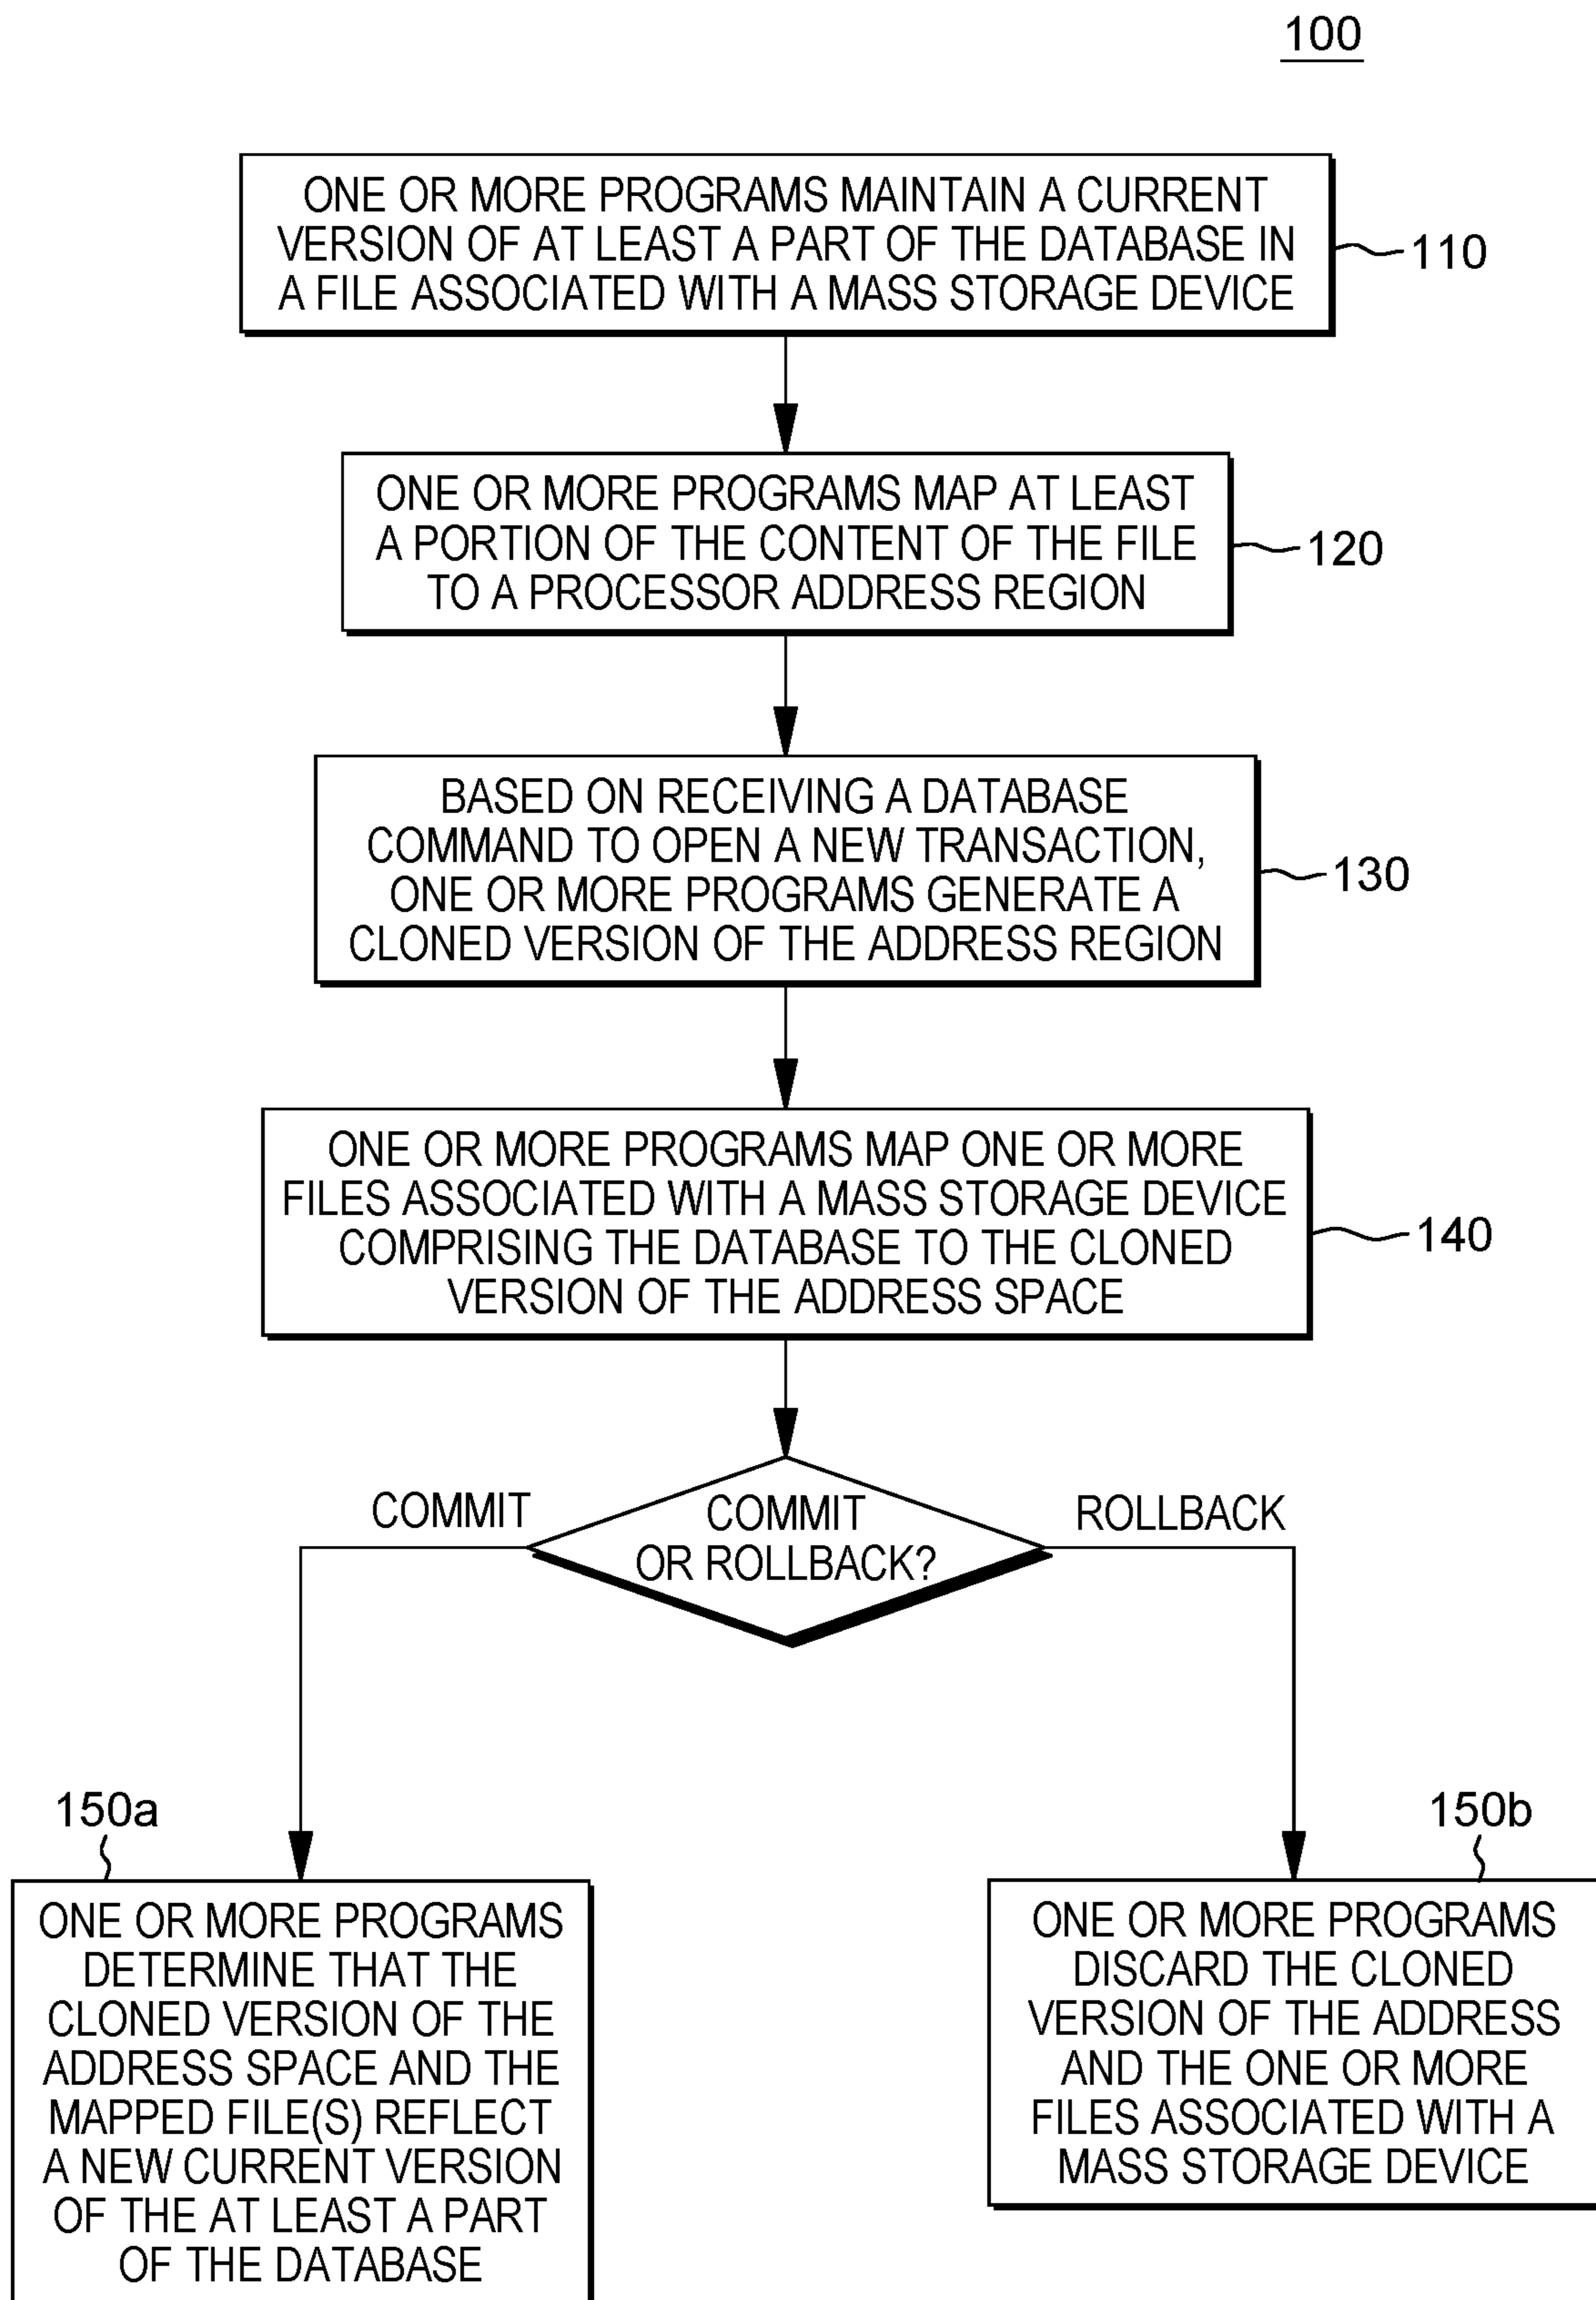 100
ONE OR MORE PROGRAMS MAINTAIN A CURRENT
VERSION OF AT LEAST A PART OF THE DATABASE IN
A FILE ASSOCIATED WITH A MASS STORAGE DEVICE
110
ONE OR MORE PROGRAMS MAP AT LEAST
A PORTION OF THE CONTENT OF THE FILE
TO A PROCESSOR ADDRESS REGION
120
BASED ON RECEIVING A DATABASE
COMMAND TO OPEN A NEW TRANSACTION,
ONE OR MORE PROGRAMS GENERATE A
CLONED VERSION OF THE ADDRESS REGION
130
ONE OR MORE PROGRAMS MAP ONE OR MORE
FILES ASSOCIATED WITH A MASS STORAGE DEVICE
COMPRISING THE DATABASE TO THE CLONED
VERSION OF THE ADDRESS SPACE
140
COMMIT
COMMIT
OR ROLLBACK?
ROLLBACK
150a
ONE OR MORE PROGRAMS
DETERMINE THAT THE
CLONED VERSION OF THE
ADDRESS SPACE AND THE
MAPPED FILE(S) REFLECT
A NEW CURRENT VERSION
OF THE AT LEAST A PART
OF THE DATABASE
150b
ONE OR MORE PROGRAMS
DISCARD THE CLONED
VERSION OF THE ADDRESS
AND THE ONE OR MORE
FILES ASSOCIATED WITH A
MASS STORAGE DEVICE